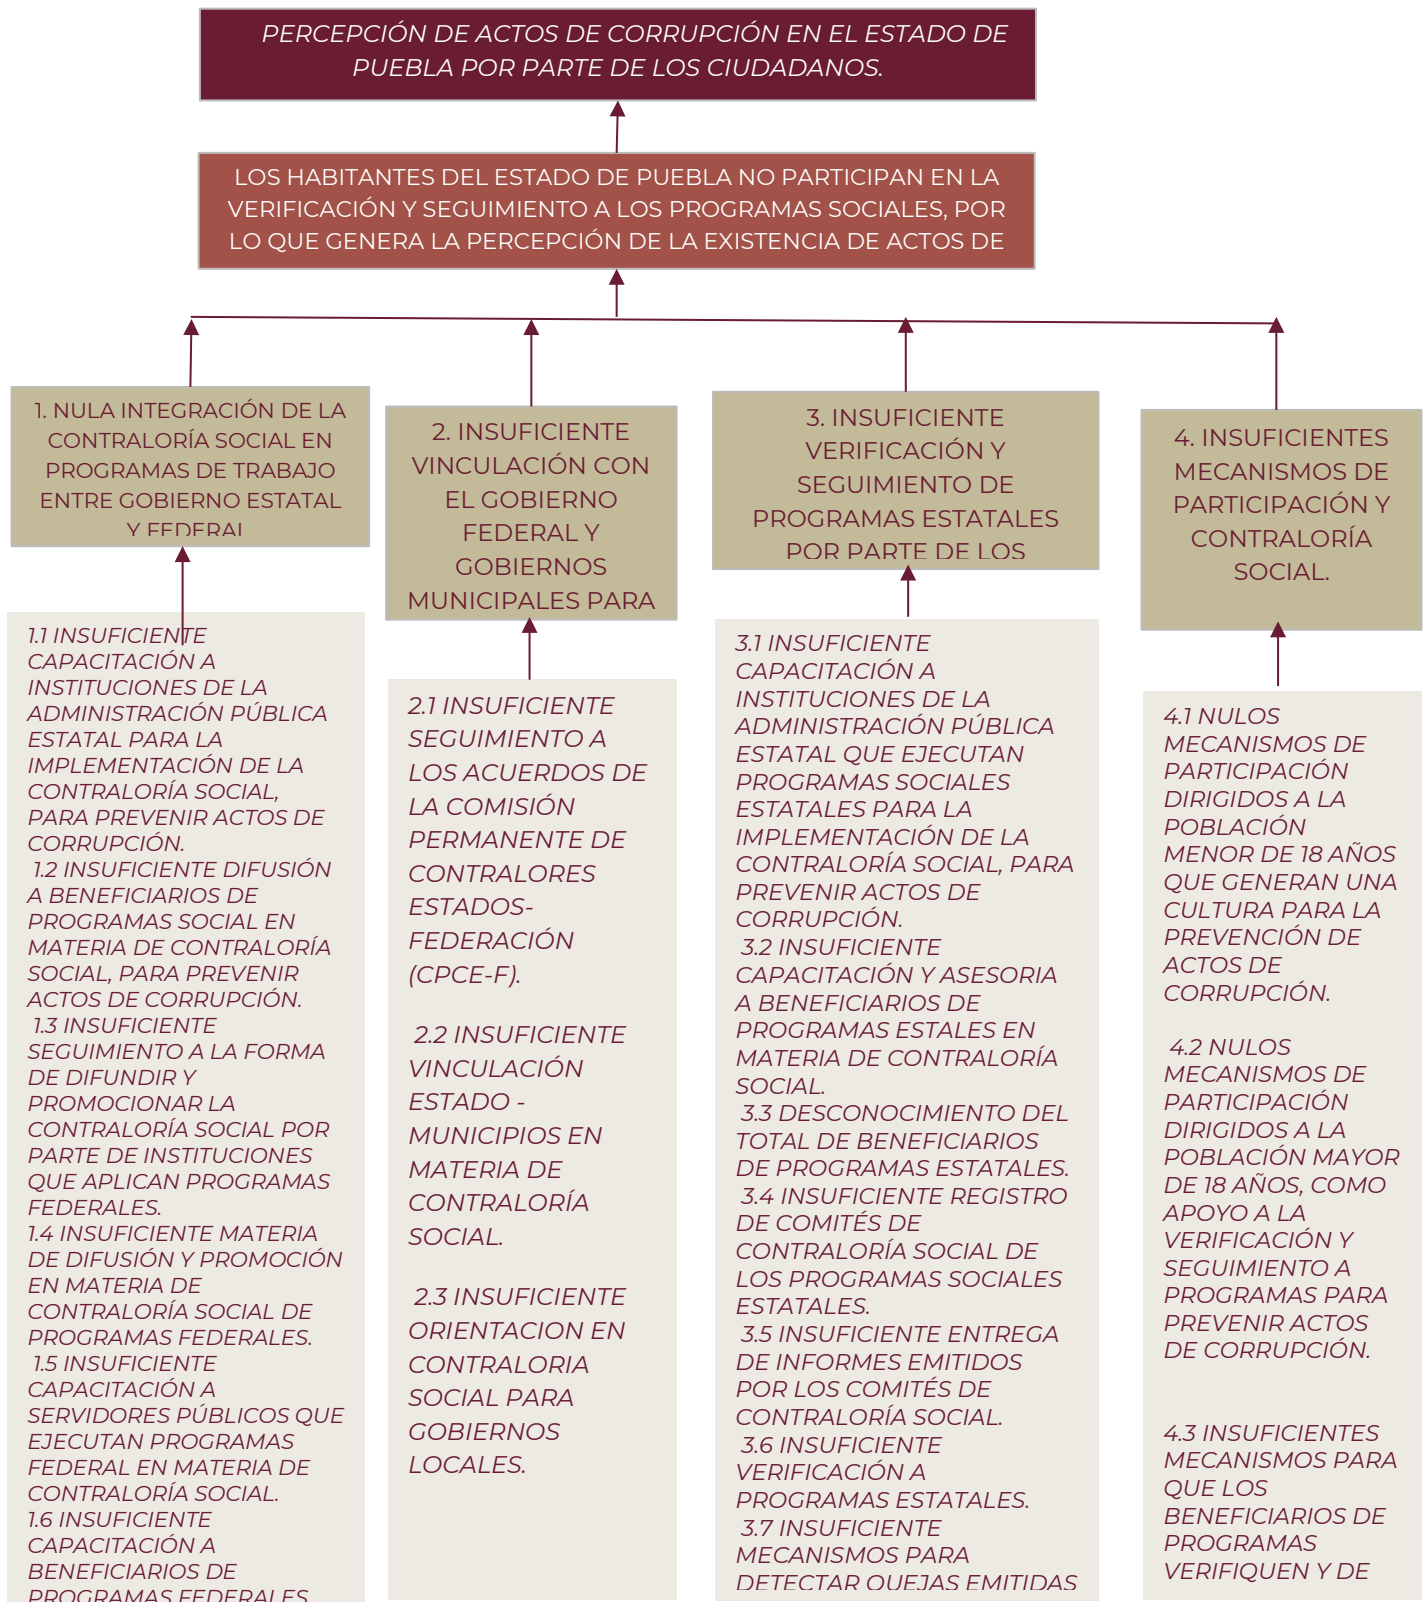 PERCEPCIÓN DE ACTOS DE CORRUPCIÓN EN EL ESTADO DE
PUEBLA POR PARTE DE LOS CIUDADANOS.
LOS HABITANTES DEL ESTADO DE PUEBLA NO PARTICIPAN EN LA
VERIFICACIÓN Y SEGUIMIENTO A LOS PROGRAMAS SOCIALES, POR
LO QUE GENERA LA PERCEPCIÓN DE LA EXISTENCIA DE ACTOS DE
1. NULA INTEGRACIÓN DE LA
CONTRALORÍA SOCIAL EN
PROGRAMAS DE TRABAJO
ENTRE GOBIERNO ESTATAL
Y FEDERAL
2. INSUFICIENTE
VINCULACIÓN CON
EL GOBIERNO
FEDERAL Y
GOBIERNOS
MUNICIPALES PARA
3. INSUFICIENTE
VERIFICACIÓN Y
SEGUIMIENTO DE
PROGRAMAS ESTATALES
POR PARTE DE LOS
4. INSUFICIENTES
MECANISMOS DE
PARTICIPACIÓN Y
CONTRALORÍA
SOCIAL.
1.1 INSUFICIENTE
CAPACITACIÓN A
INSTITUCIONES DE LA
ADMINISTRACIÓN PÚBLICA
ESTATAL PARA LA
IMPLEMENTACIÓN DE LA
CONTRALORÍA SOCIAL,
PARA PREVENIR ACTOS DE
CORRUPCIÓN.
1.2 INSUFICIENTE DIFUSIÓN
A BENEFICIARIOS DE
PROGRAMAS SOCIAL EN
MATERIA DE CONTRALORÍA
SOCIAL, PARA PREVENIR
ACTOS DE CORRUPCIÓN.
1.3 INSUFICIENTE
SEGUIMIENTO A LA FORMA
DE DIFUNDIR Y
PROMOCIONAR LA
CONTRALORÍA SOCIAL POR
PARTE DE INSTITUCIONES
QUE APLICAN PROGRAMAS
FEDERALES.
1.4 INSUFICIENTE MATERIA
DE DIFUSIÓN Y PROMOCIÓN
EN MATERIA DE
CONTRALORÍA SOCIAL DE
PROGRAMAS FEDERALES.
1.5 INSUFICIENTE
CAPACITACIÓN A
SERVIDORES PÚBLICOS QUE
EJECUTAN PROGRAMAS
FEDERAL EN MATERIA DE
CONTRALORÍA SOCIAL.
1.6 INSUFICIENTE
CAPACITACIÓN A
BENEFICIARIOS DE
PROGRAMAS FEDERALES
2.1 INSUFICIENTE
SEGUIMIENTO A
LOS ACUERDOS DE
LA COMISIÓN
PERMANENTE DE
CONTRALORES
ESTADOS-
FEDERACIÓN
(CPCE-F).
2.2 INSUFICIENTE
VINCULACIÓN
ESTADO -
MUNICIPIOS EN
MATERIA DE
CONTRALORÍA
SOCIAL.
2.3 INSUFICIENTE
ORIENTACION EN
CONTRALORIA
SOCIAL PARA
GOBIERNOS
LOCALES.
3.1 INSUFICIENTE
CAPACITACIÓN A
INSTITUCIONES DE LA
ADMINISTRACIÓN PÚBLICA
ESTATAL QUE EJECUTAN
PROGRAMAS SOCIALES
ESTATALES PARA LA
IMPLEMENTACIÓN DE LA
CONTRALORÍA SOCIAL, PARA
PREVENIR ACTOS DE
CORRUPCIÓN.
3.2 INSUFICIENTE
CAPACITACIÓN Y ASESORIA
A BENEFICIARIOS DE
PROGRAMAS ESTALES EN
MATERIA DE CONTRALORÍA
SOCIAL.
3.3 DESCONOCIMIENTO DEL
TOTAL DE BENEFICIARIOS
DE PROGRAMAS ESTATALES.
3.4 INSUFICIENTE REGISTRO
DE COMITÉS DE
CONTRALORÍA SOCIAL DE
LOS PROGRAMAS SOCIALES
ESTATALES.
3.5 INSUFICIENTE ENTREGA
DE INFORMES EMITIDOS
POR LOS COMITÉS DE
CONTRALORÍA SOCIAL.
3.6 INSUFICIENTE
VERIFICACIÓN A
PROGRAMAS ESTATALES.
3.7 INSUFICIENTE
MECANISMOS PARA
DETECTAR QUEJAS EMITIDAS
4.1 NULOS
MECANISMOS DE
PARTICIPACIÓN
DIRIGIDOS A LA
POBLACIÓN
MENOR DE 18 AÑOS
QUE GENERAN UNA
CULTURA PARA LA
PREVENCIÓN DE
ACTOS DE
CORRUPCIÓN.
4.2 NULOS
MECANISMOS DE
PARTICIPACIÓN
DIRIGIDOS A LA
POBLACIÓN MAYOR
DE 18 AÑOS, COMO
APOYO A LA
VERIFICACIÓN Y
SEGUIMIENTO A
PROGRAMAS PARA
PREVENIR ACTOS
DE CORRUPCIÓN.
4.3 INSUFICIENTES
MECANISMOS PARA
QUE LOS
BENEFICIARIOS DE
PROGRAMAS
VERIFIQUEN Y DE